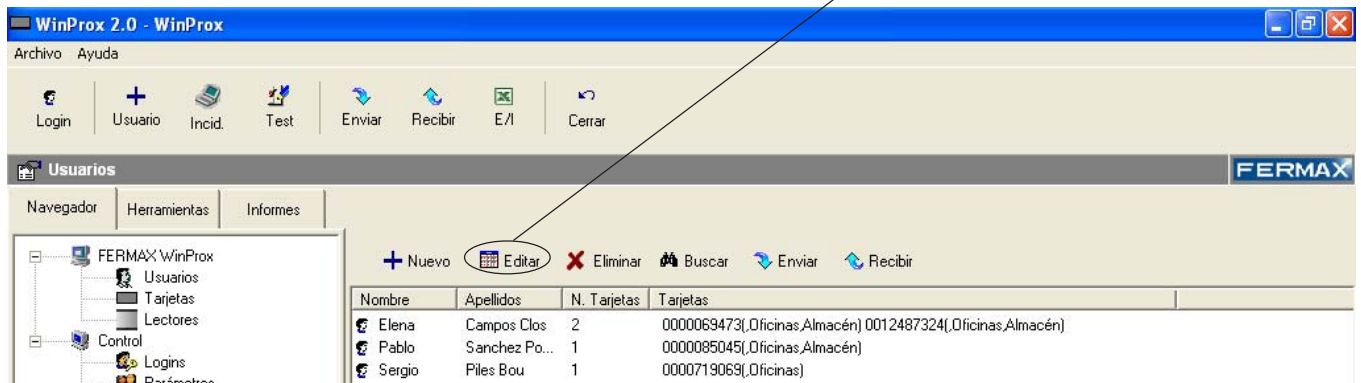 WinProx 2.0 - WinProx
Archivo Ayuda
Login Usuario Incid. Test Enviar Recibir E/I Cerrar
Usuarios FERMAX
Navegador Herramientas Informes
FERMAX WinProx
Usuarios
Tarjetas
Lectores
Control
Logins
Parámetros
Nuevo Editar Eliminar Buscar Enviar Recibir
Nombre Apellidos N. Tarjetas Tarjetas
Elena Campos Clos 2 0000069473(,Oficinas,Almacén) 0012487324(,Oficinas,Almacén)
Pablo Sanchez Po... 1 0000085045(,Oficinas,Almacén)
Sergio Piles Bou 1 0000719069(,Oficinas)